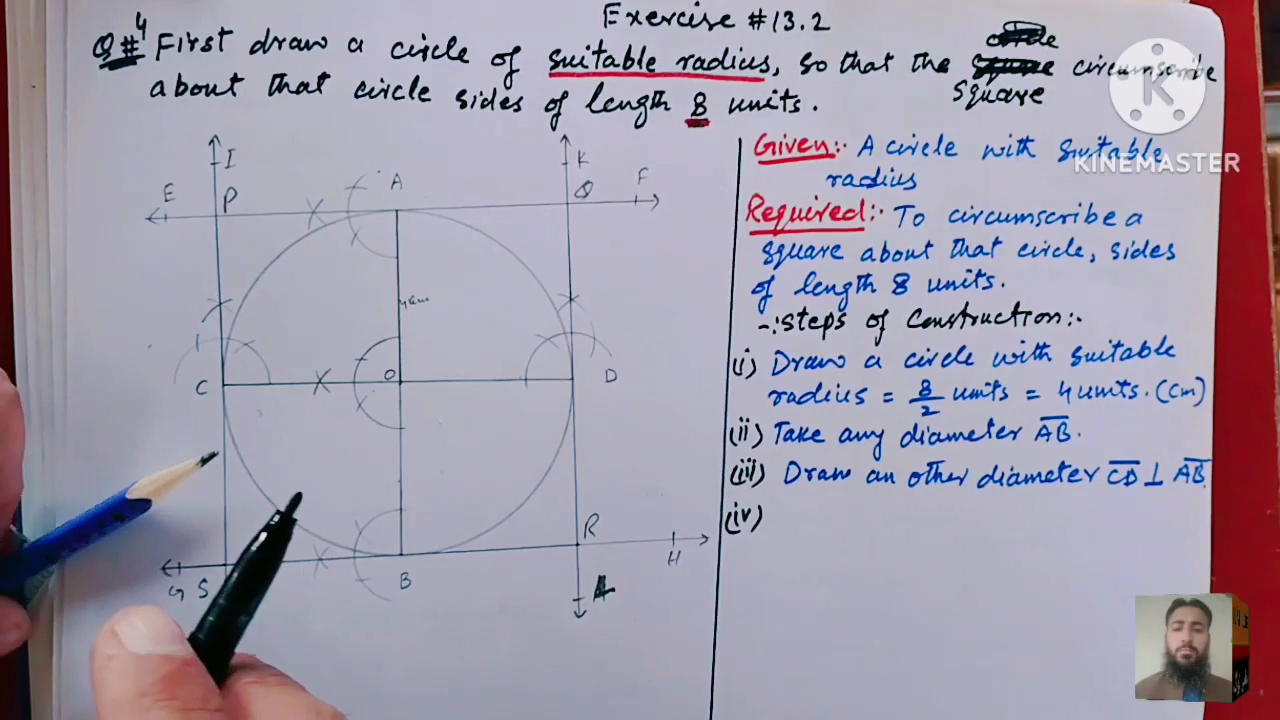 Exercise #13.2
Q#4 First draw a circle of suitable radius, so that the square circumscribe
about that circle sides of length 8 units.
K
KINEMASTER
Given:- A circle with suitable
radius
Required:- To circumscribe a
square about that circle, sides
of length 8 units.
-:Steps of Construction:-
(i) Draw a circle with suitable
radius = 8/2 units = 4 units. (cm)
(ii) Take any diameter AB.
(iii) Draw an other diameter CD ⊥ AB.
(iv)
I
K
E P A Q F
4cm
C O D
R
G S B H